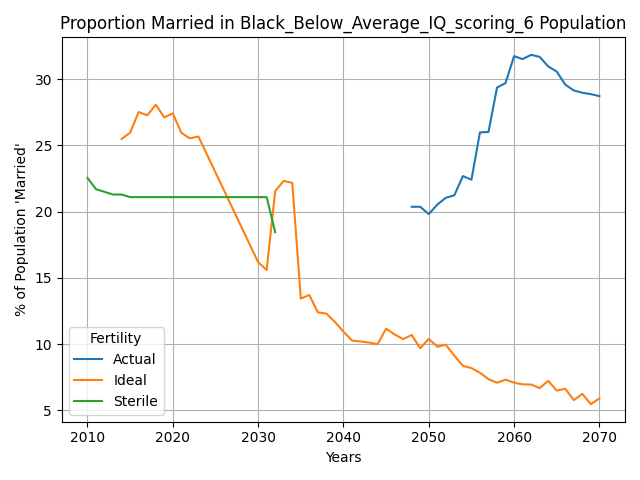 Proportion Married in Black_Below_Average_IQ_scoring_6 Population
% of Population 'Married'
30
25
20
15
10
5
Fertility
Actual
Ideal
Sterile
2010 2020 2030 2040 2050 2060 2070
Years